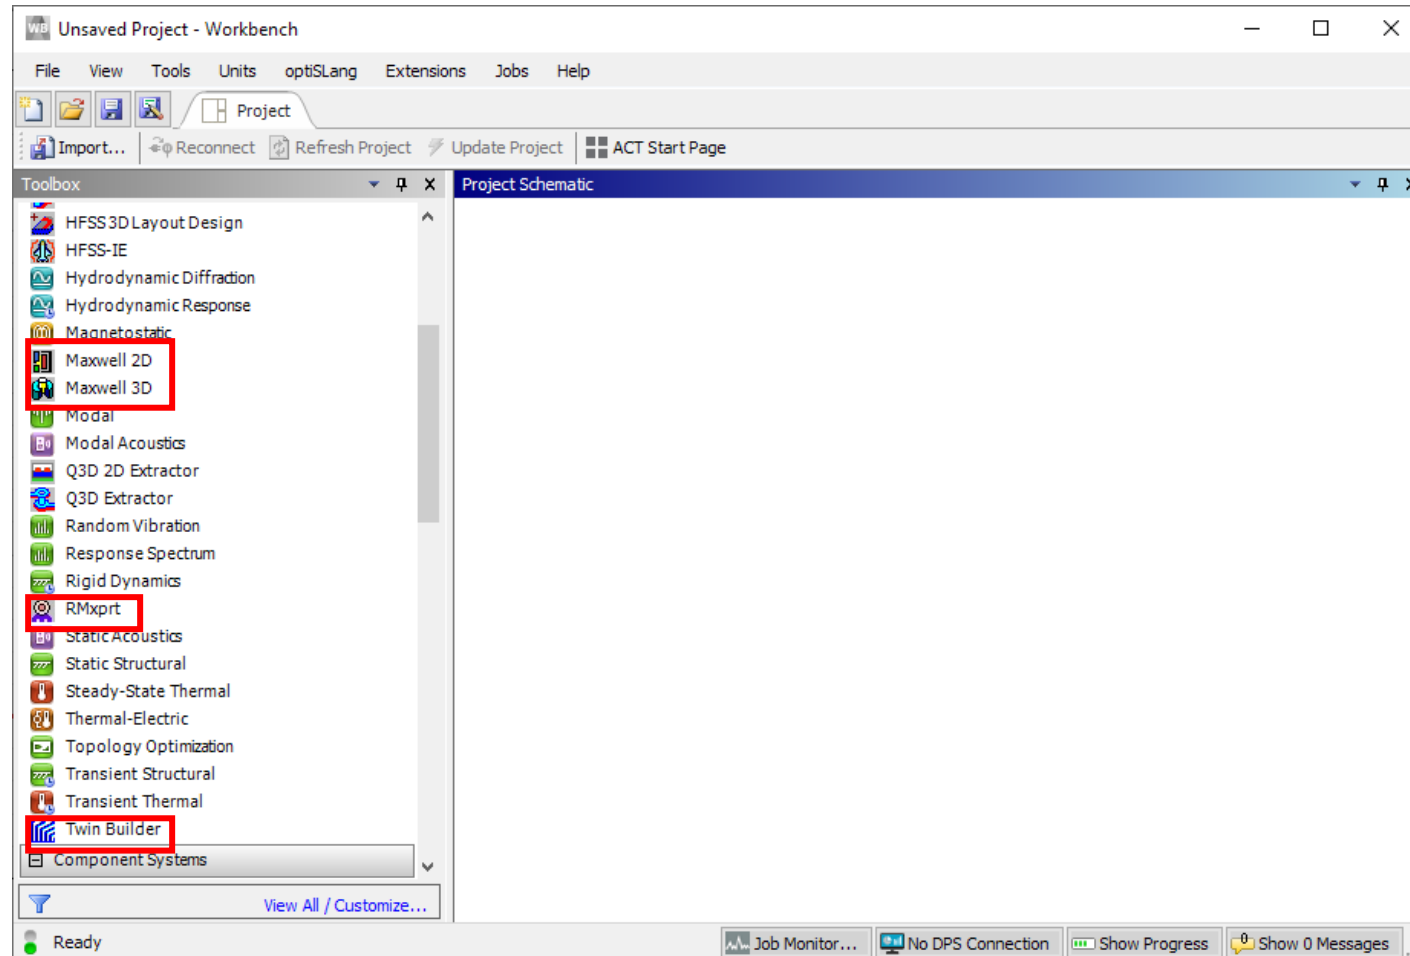 WB Unsaved Project - Workbench
File View Tools Units optiSLang Extensions Jobs Help
Project
Import... Reconnect Refresh Project Update Project ACT Start Page
Toolbox
Project Schematic
HFSS 3D Layout Design
HFSS-IE
Hydrodynamic Diffraction
Hydrodynamic Response
Magnetostatic
Maxwell 2D
Maxwell 3D
Modal
Modal Acoustics
Q3D 2D Extractor
Q3D Extractor
Random Vibration
Response Spectrum
Rigid Dynamics
RMxprt
Static Acoustics
Static Structural
Steady-State Thermal
Thermal-Electric
Topology Optimization
Transient Structural
Transient Thermal
Twin Builder
Component Systems
View All / Customize...
Ready
Job Monitor... No DPS Connection Show Progress 0 Show 0 Messages